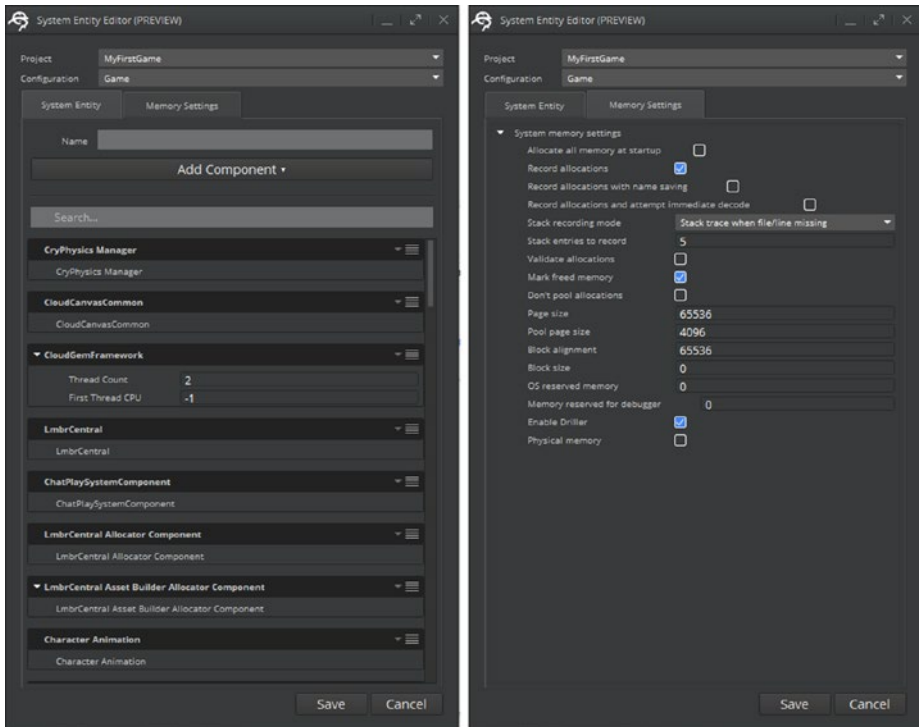 System Entity Editor (PREVIEW)
Project MyFirstGame
Configuration Game
System Entity Memory Settings
Name
Add Component
Search...
CryPhysics Manager
CryPhysics Manager
CloudCanvasCommon
CloudCanvasCommon
CloudGemFramework
Thread Count 2
First Thread CPU -1
LmbrCentral
LmbrCentral
ChatPlaySystemComponent
ChatPlaySystemComponent
LmbrCentral Allocator Component
LmbrCentral Allocator Component
LmbrCentral Asset Builder Allocator Component
LmbrCentral Asset Builder Allocator Component
Character Animation
Character Animation
Save Cancel
System Entity Editor (PREVIEW)
Project MyFirstGame
Configuration Game
System Entity Memory Settings
System memory settings
Allocate all memory at startup
Record allocations
Record allocations with name saving
Record allocations and attempt immediate decode
Stack recording mode Stack trace when file/line missing
Stack entries to record 5
Validate allocations
Mark freed memory
Don't pool allocations
Page size 65536
Pool page size 4096
Block alignment 65536
Block size 0
OS reserved memory 0
Memory reserved for debugger 0
Enable Driller
Physical memory
Save Cancel